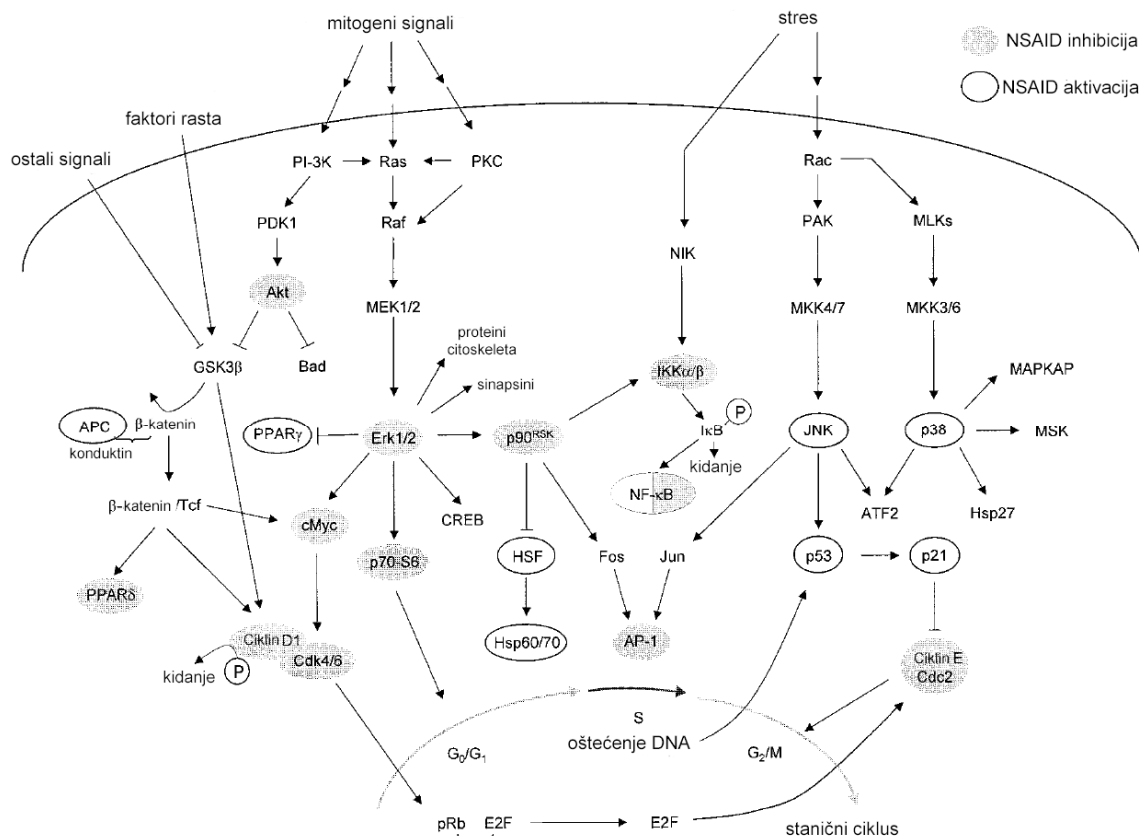 mitogeni signali
stres
NSAID inhibicija
NSAID aktivacija
faktori rasta
ostali signali
PI-3K
Ras
PKC
Rac
PDK1
Raf
PAK
MLKs
NIK
Akt
MEK1/2
MKK4/7
MKK3/6
proteini
citoskeleta
GSK3β
Bad
sinapsini
IKKα/β
MAPKAP
APC
β-katenin
konduktin
PPARγ
Erk1/2
p90RSK
P
IκB
kidanje
JNK
p38
MSK
NF-κB
β-katenin /Tcf
cMyc
CREB
ATF2
Hsp27
p70-S6
HSF
Fos
Jun
p53
p21
PPARδ
Ciklin D1
Cdk4/6
kidanje
P
Hsp60/70
AP-1
Ciklin E
Cdc2
S
oštećenje DNA
G0/G1
G2/M
pRb
E2F
E2F
stanični ciklus